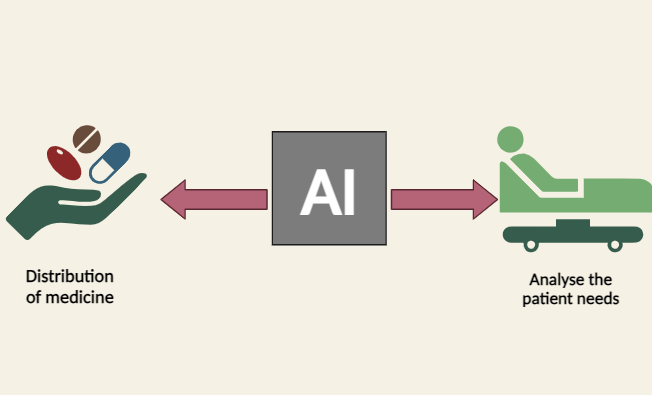 AI
Distribution
of medicine
Analyse the
patient needs